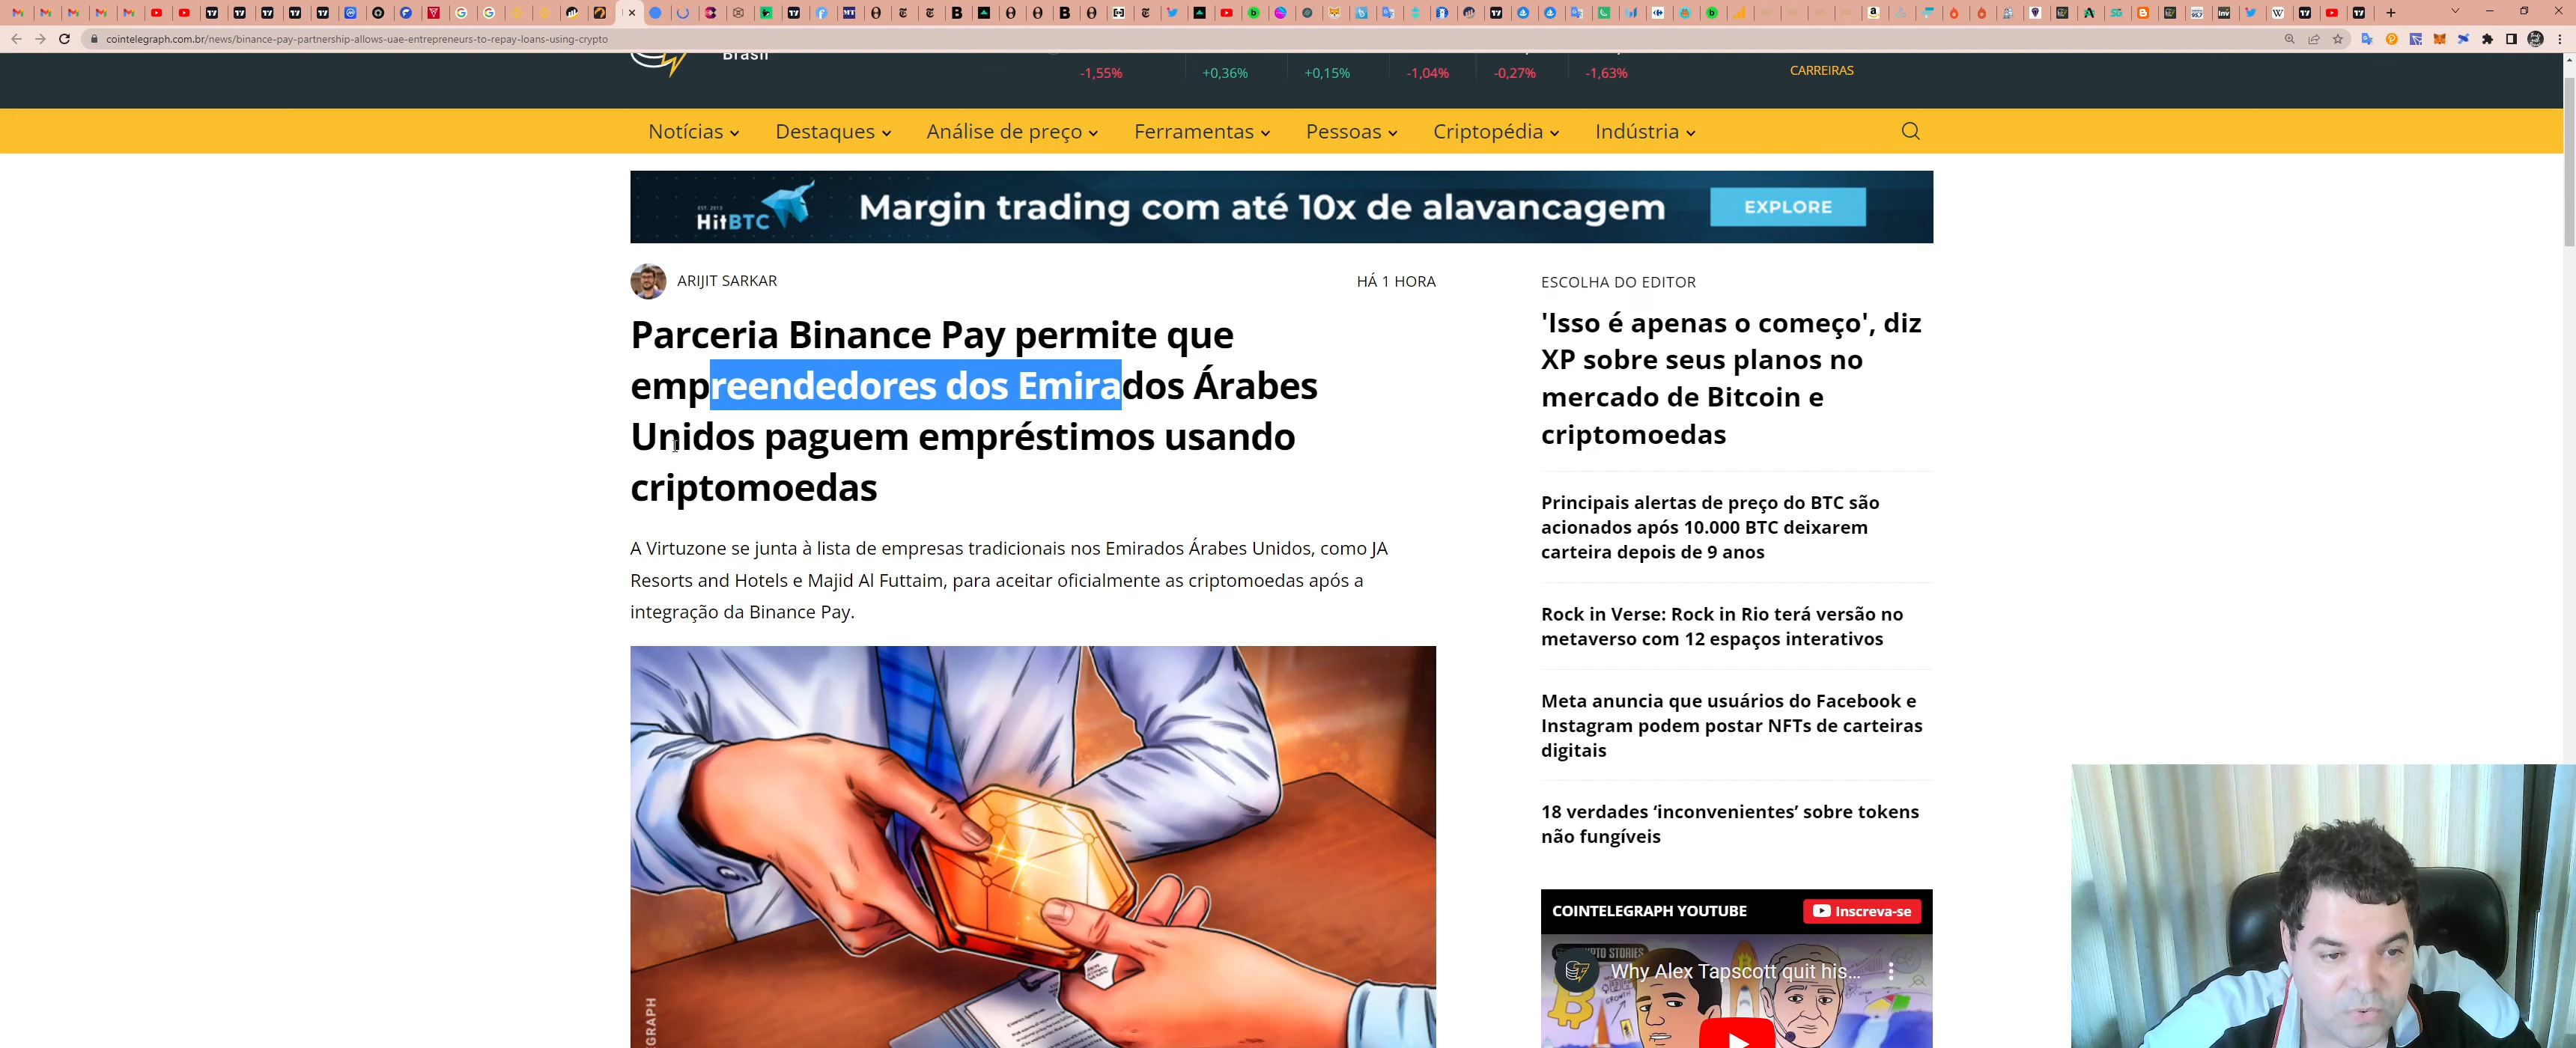 cointelegraph.com.br/news/binance-pay-partnership-allows-uae-entrepreneurs-to-repay-loans-using-crypto
Brasil
-1,55%
+0,36%
+0,15%
-1,04%
-0,27%
-1,63%
CARREIRAS
Notícias
Destaques
Análise de preço
Ferramentas
Pessoas
Criptopédia
Indústria
HitBTC
Margin trading com até 10x de alavancagem
EXPLORE
ARIJIT SARKAR
HÁ 1 HORA
Parceria Binance Pay permite que
empreendedores dos Emirados Árabes
Unidos paguem empréstimos usando
criptomoedas
A Virtuzone se junta à lista de empresas tradicionais nos Emirados Árabes Unidos, como JA
Resorts and Hotels e Majid Al Futtaim, para aceitar oficialmente as criptomoedas após a
integração da Binance Pay.
ESCOLHA DO EDITOR
'Isso é apenas o começo', diz
XP sobre seus planos no
mercado de Bitcoin e
criptomoedas
Principais alertas de preço do BTC são
acionados após 10.000 BTC deixarem
carteira depois de 9 anos
Rock in Verse: Rock in Rio terá versão no
metaverso com 12 espaços interativos
Meta anuncia que usuários do Facebook e
Instagram podem postar NFTs de carteiras
digitais
18 verdades ‘inconvenientes’ sobre tokens
não fungíveis
COINTELEGRAPH YOUTUBE
Inscreva-se
Why Alex Tapscott quit his...